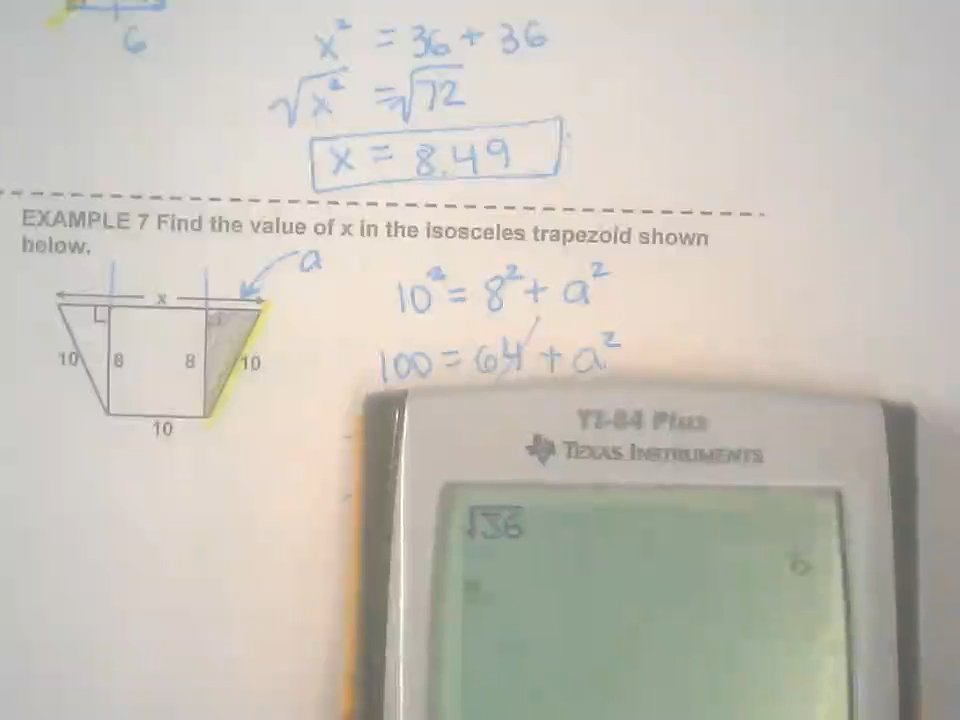 6
x² = 36 + 36
√x² = √72
x = 8.49
EXAMPLE 7 Find the value of x in the isosceles trapezoid shown
below.
a
x
10 8 8 10
10
10² = 8² + a²
100 = 64 + a²
TI-84 Plus
TEXAS INSTRUMENTS
√36
6